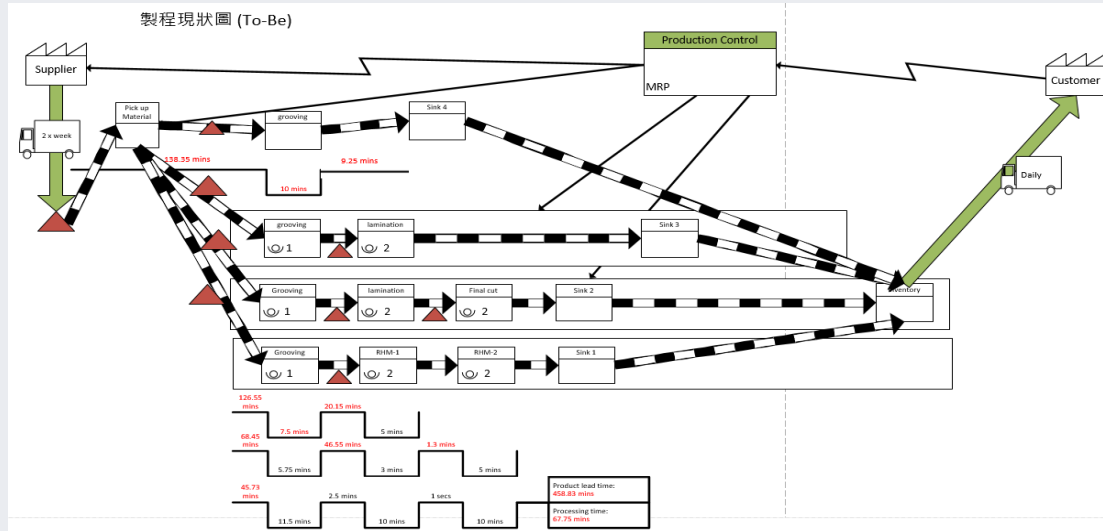 製程現狀圖 (To-Be)
Production Control
MRP
Supplier
Customer
2 x week
Daily
Pick up
Material
grooving
Sink 4
138.35 mins
10 mins
9.25 mins
grooving
1
lamination
2
Sink 3
Grooving
1
lamination
2
Final cut
2
Sink 2
Grooving
1
RHM-1
2
RHM-2
2
Sink 1
126.55
mins
7.5 mins
20.15 mins
5 mins
68.45
mins
5.75 mins
46.55 mins
3 mins
1.3 mins
5 mins
45.73
mins
11.5 mins
2.5 mins
10 mins
1 secs
10 mins
Product lead time:
458.83 mins
Processing time:
67.75 mins